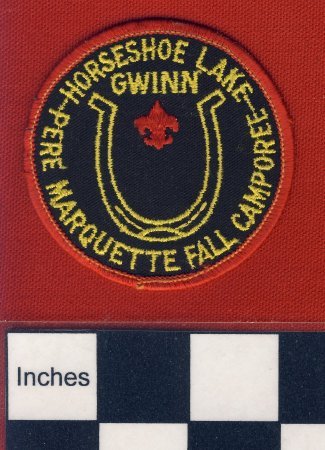 HORSESHOE LAKE
GWINN
PERE MARQUETTE FALL CAMPOREE
Inches